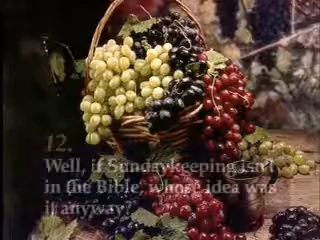 12.
Well, if Sundaykeeping isn't
in the Bible, whose idea was
it anyway?